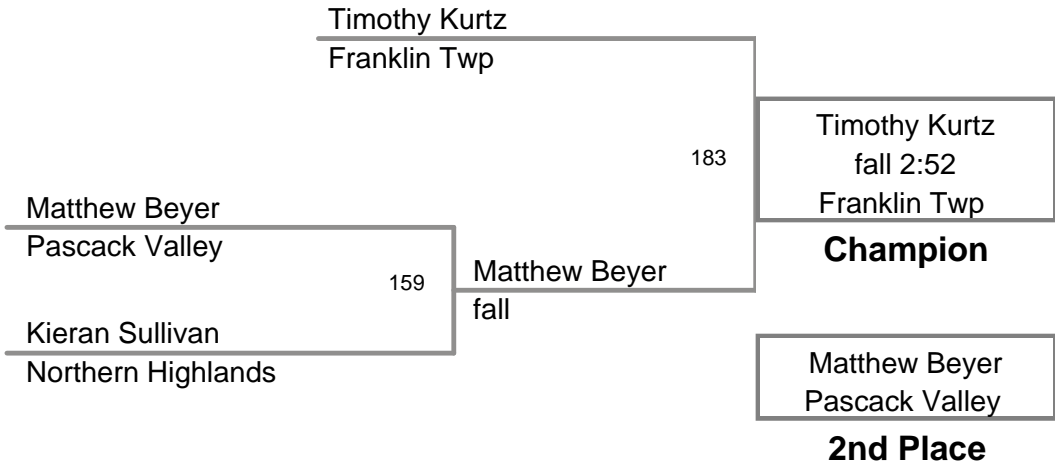 Timothy Kurtz
Franklin Twp
183
Timothy Kurtz
fall 2:52
Franklin Twp
Champion
Matthew Beyer
Pascack Valley
159
Matthew Beyer
fall
Kieran Sullivan
Northern Highlands
Matthew Beyer
Pascack Valley
2nd Place